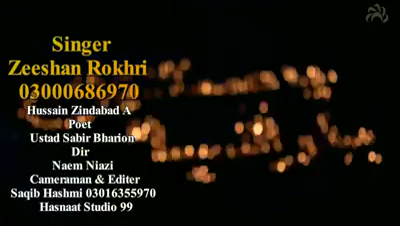 Singer
Zeeshan Rokhri
03000686970
Hussain Zindabad A
Poet
Ustad Sabir Bharion
Dir
Naem Niazi
Cameraman & Editer
Saqib Hashmi 03016355970
Hasnaat Studio 99